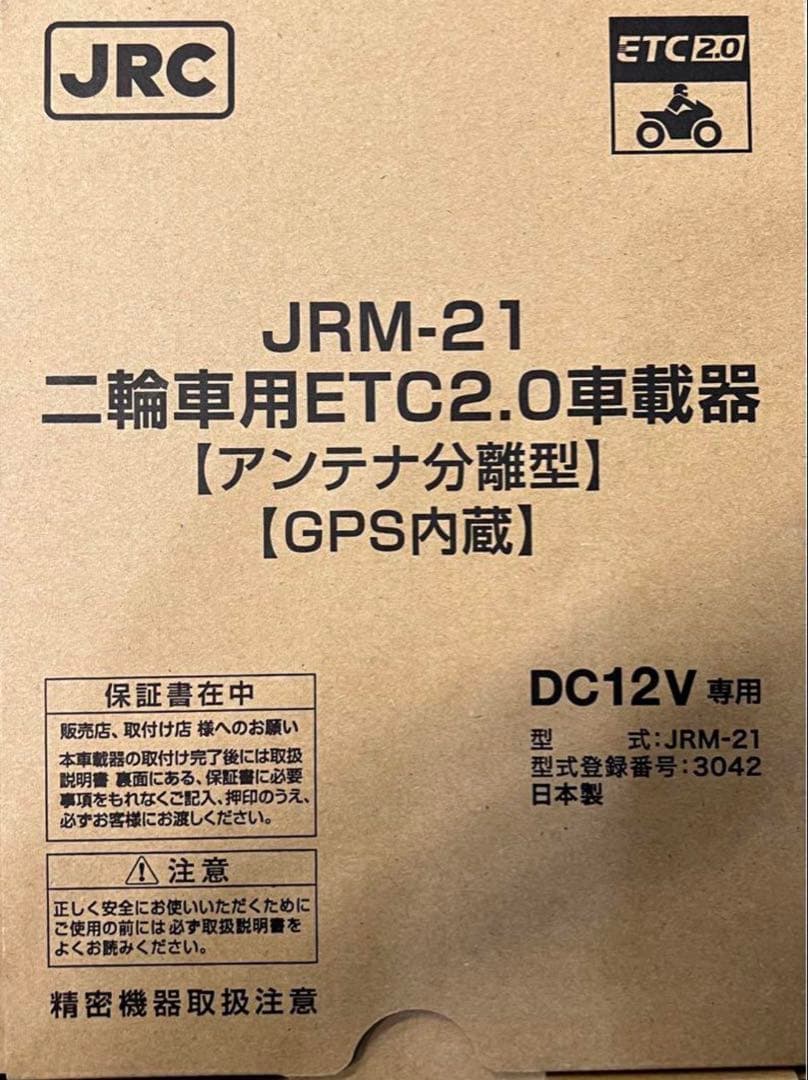 JRC
ETC2.0
JRM-21
二輪車用ETC2.0車載器
【アンテナ分離型】
【GPS内蔵】
保証書在中
販売店、取付け店 様へのお願い
本車載器の取付け完了後には取扱
説明書 裏面にある、保証書に必要
事項をもれなくご記入、押印のうえ、
必ずお客様にお渡しください。
注意
正しく安全にお使いいただくために
ご使用の前には 必ず取扱説明書を
よくお読みください。
精密機器取扱注意
DC12V 専用
型　　式：JRM-21
型式登録番号：3042
日本製